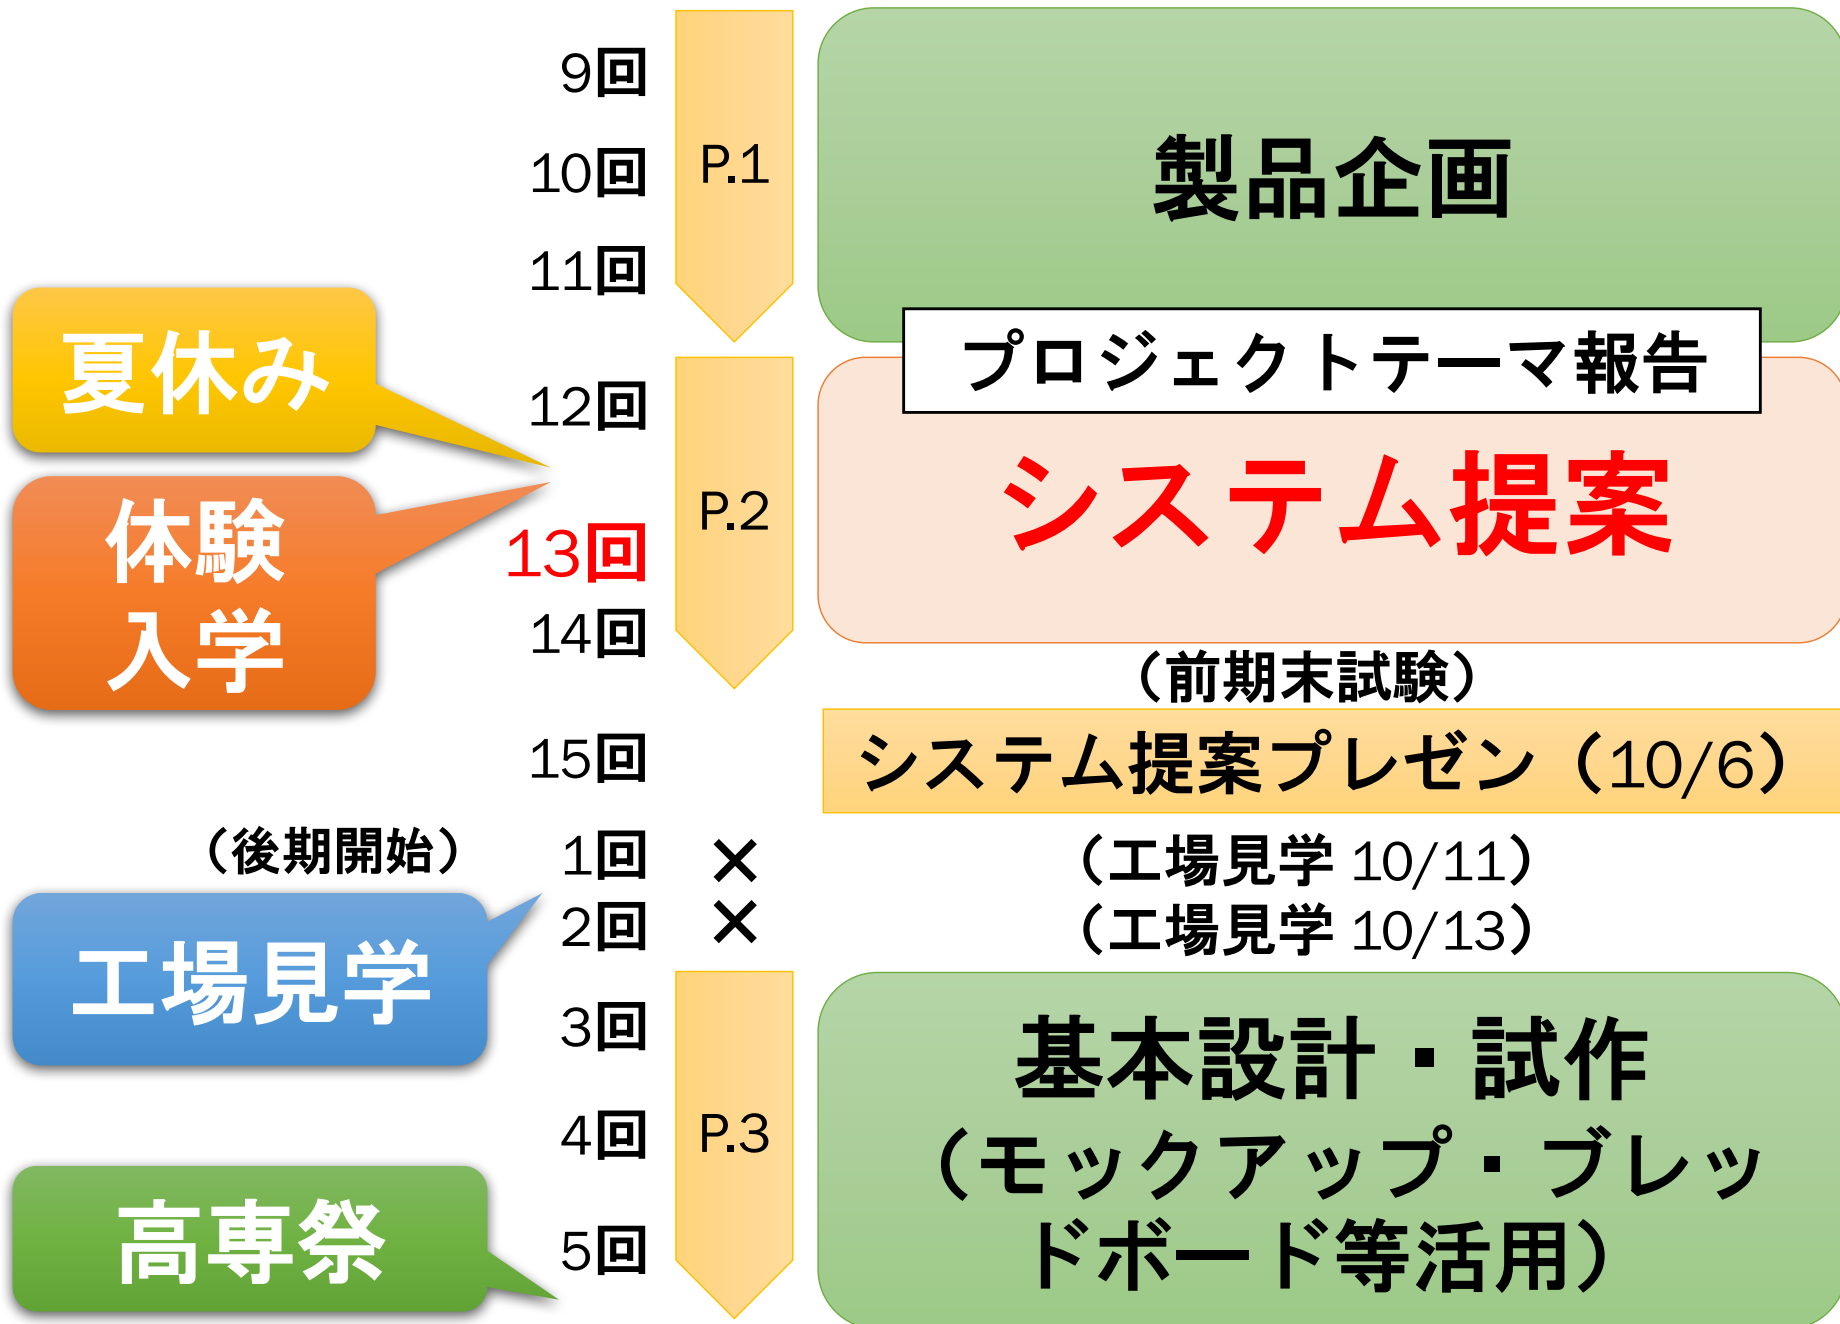 9回
10回
11回
P.1
製品企画
プロジェクトテーマ報告
夏休み
12回
体験
入学
13回
14回
P.2
システム提案
（前期末試験）
15回
システム提案プレゼン（10/6）
（後期開始）
1回
×
（工場見学 10/11）
2回
×
（工場見学 10/13）
工場見学
3回
4回
5回
P.3
基本設計・試作
（モックアップ・ブレッ
ドボード等活用）
高専祭